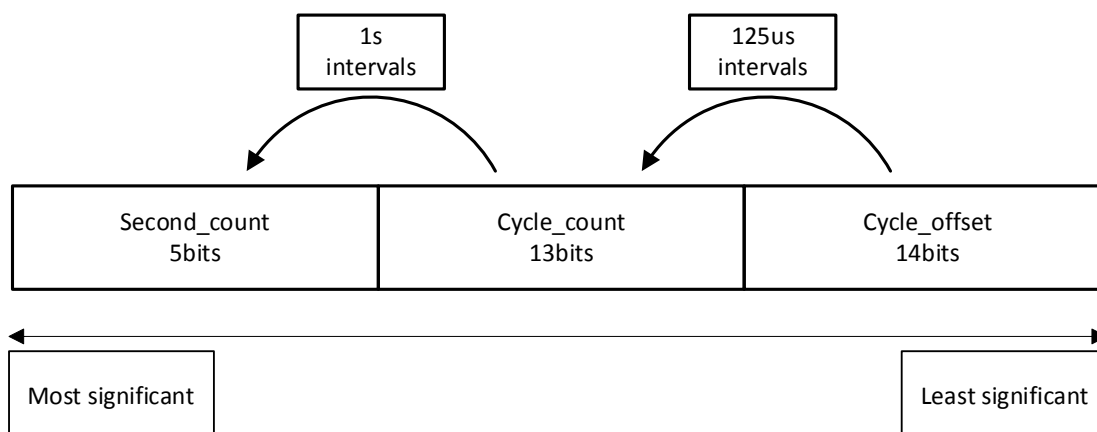 1s
intervals
125us
intervals
Second_count
5bits
Cycle_count
13bits
Cycle_offset
14bits
Most significant
Least significant